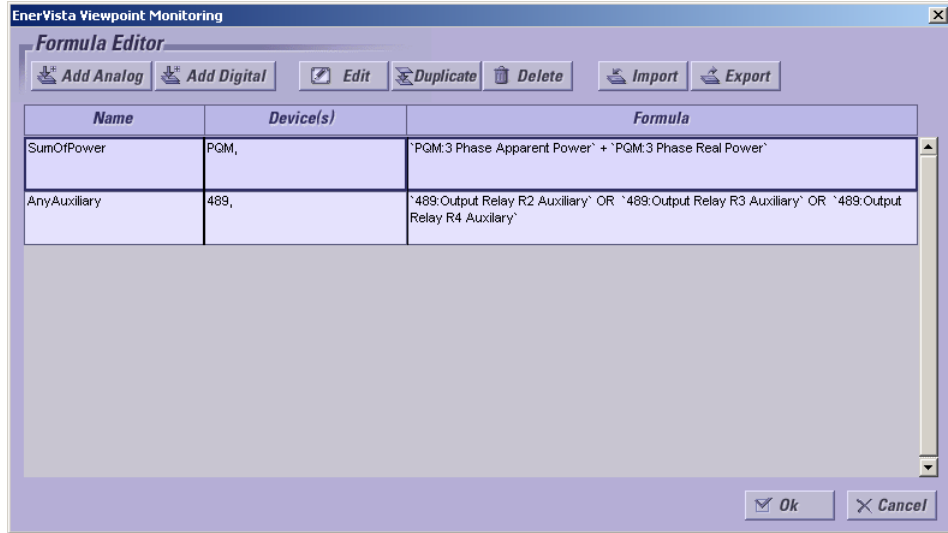 EnerVista Viewpoint Monitoring
Formula Editor
Add Analog Add Digital Edit Duplicate Delete Import Export
Name Device(s) Formula
SumOfPower PQM, `PQM:3 Phase Apparent Power` + `PQM:3 Phase Real Power`
AnyAuxiliary 489, `489:Output Relay R2 Auxiliary` OR `489:Output Relay R3 Auxiliary` OR `489:Output
Relay R4 Auxilary`
Ok Cancel